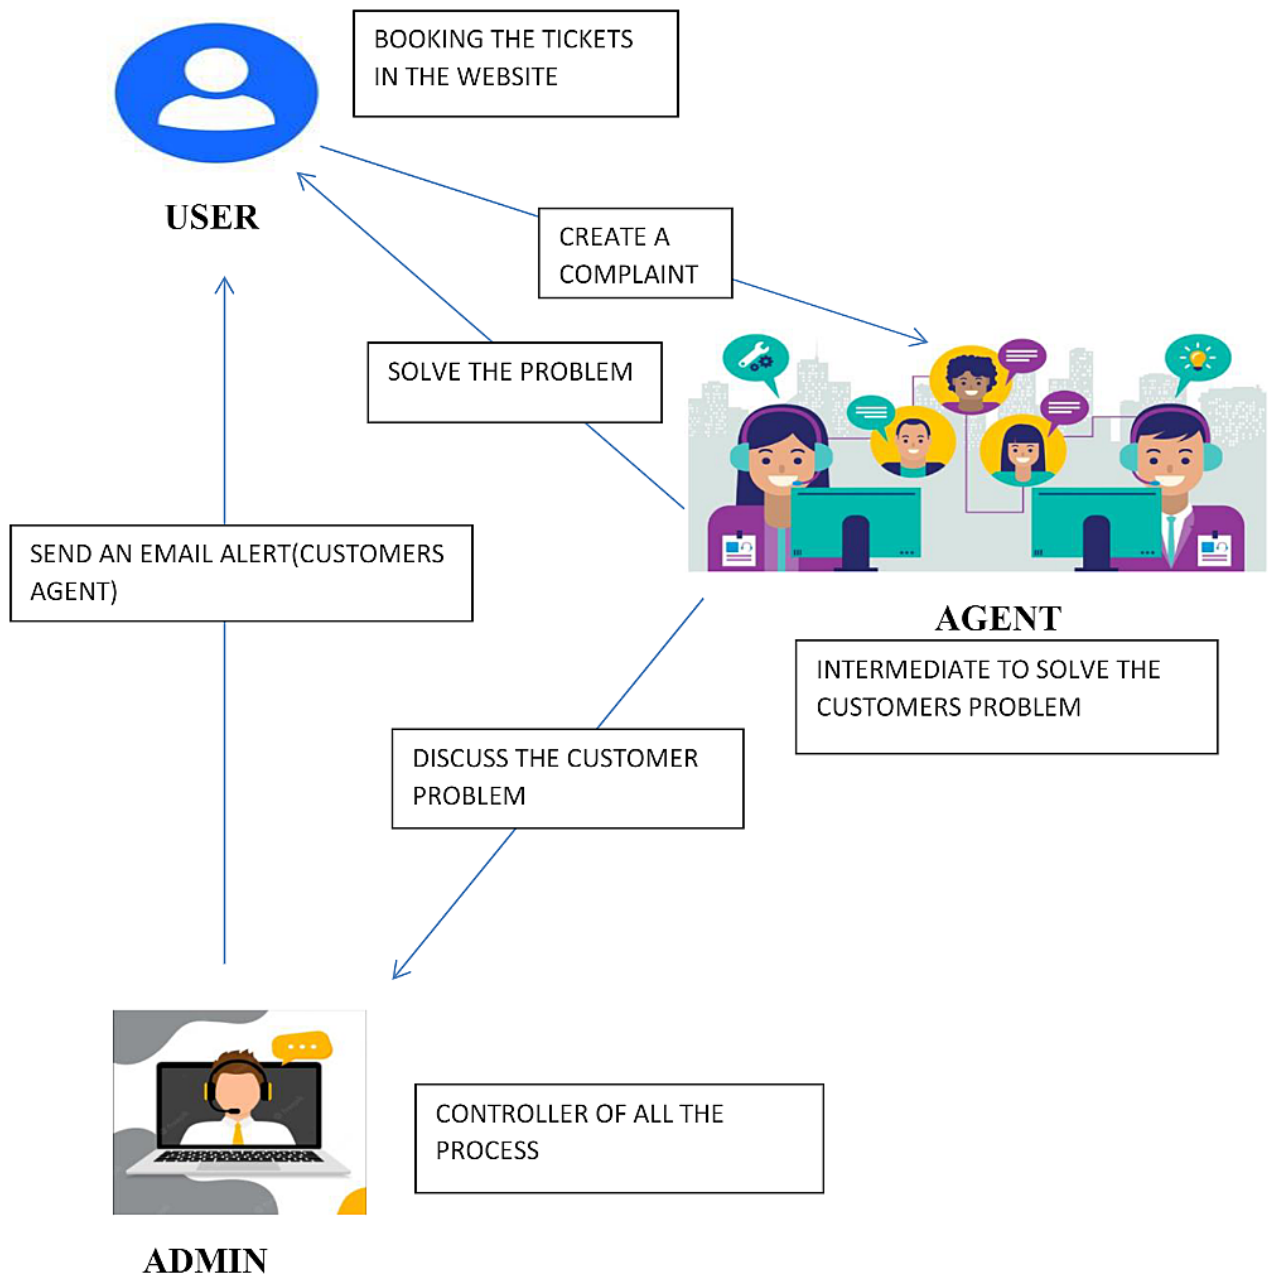 BOOKING THE TICKETS
IN THE WEBSITE
USER
CREATE A
COMPLAINT
SOLVE THE PROBLEM
SEND AN EMAIL ALERT(CUSTOMERS
AGENT)
AGENT
INTERMEDIATE TO SOLVE THE
CUSTOMERS PROBLEM
DISCUSS THE CUSTOMER
PROBLEM
CONTROLLER OF ALL THE
PROCESS
ADMIN